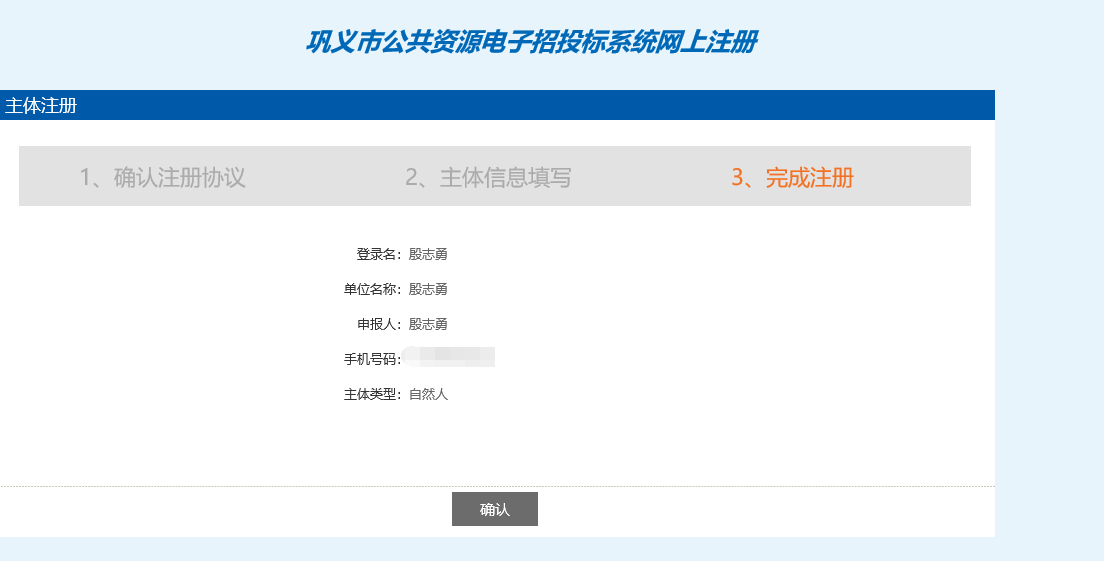 巩义市公共资源电子招投标系统网上注册
主体注册
1、确认注册协议 2、主体信息填写 3、完成注册
登录名：殷志勇
单位名称：殷志勇
申报人：殷志勇
手机号码：
主体类型：自然人
确认